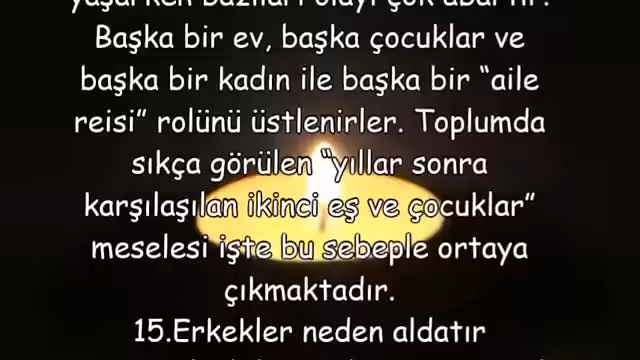 yaşarken bazıları olayı çok abartır.
Başka bir ev, başka çocuklar ve
başka bir kadın ile başka bir “aile
reisi” rolünü üstlenirler. Toplumda
sıkça görülen “yıllar sonra
karşılaşılan ikinci eş ve çocuklar”
meselesi işte bu sebeple ortaya
çıkmaktadır.
15.Erkekler neden aldatır